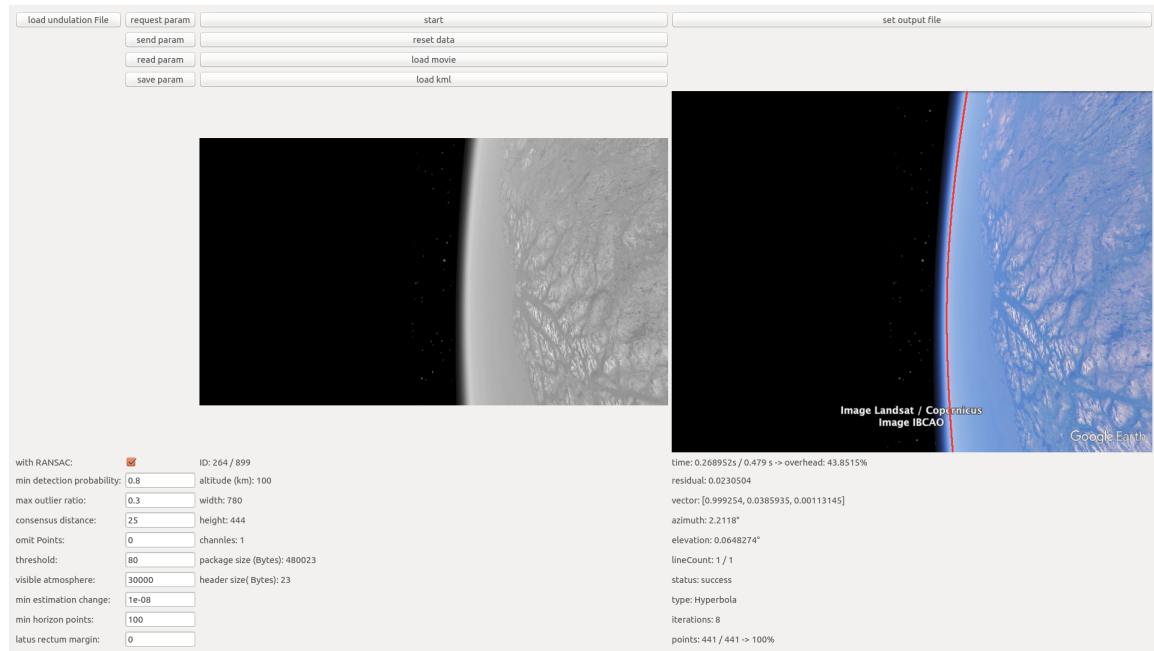 load undulation File request param start set output file
send param reset data
read param load movie
save param load kml
Image Landsat / Copernicus
Image IBCAO
Google Earth
with RANSAC: ID: 264 / 899 time: 0.268952s / 0.479 s -> overhead: 43.8515%
min detection probability: 0.8 altitude (km): 100 residual: 0.0230504
max outlier ratio: 0.3 width: 780 vector: [0.999254, 0.0385935, 0.00113145]
consensus distance: 25 height: 444 azimuth: 2.2118°
omit Points: 0 channles: 1 elevation: 0.0648274°
threshold: 80 package size (Bytes): 480023 lineCount: 1 / 1
visible atmosphere: 30000 header size( Bytes): 23 status: success
min estimation change: 1e-08 type: Hyperbola
min horizon points: 100 iterations: 8
latus rectum margin: 0 points: 441 / 441 -> 100%